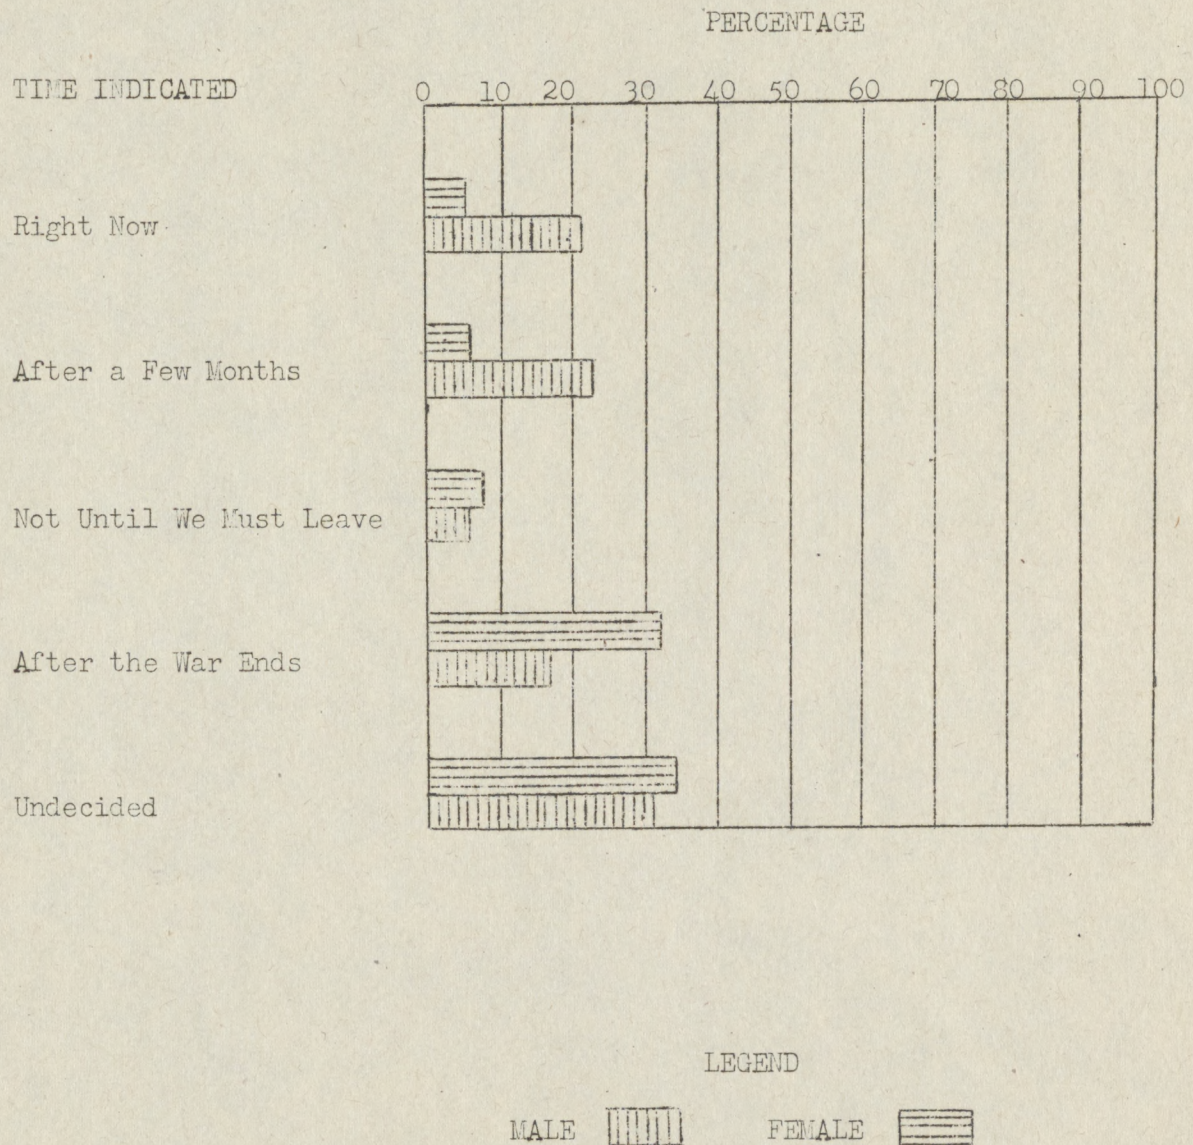 PERCENTAGE
TIME INDICATED
0 10 20 30 40 50 60 70 80 90 100
Right Now
After a Few Months
Not Until We Must Leave
After the War Ends
Undecided
LEGEND
MALE FEMALE